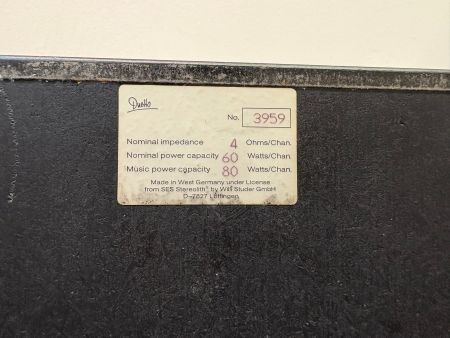 Duetto
No. 3959
Nominal impedance 4 Ohms/Chan.
Nominal power capacity 60 Watts/Chan.
Music power capacity 80 Watts/Chan.
Made in West Germany under License
from SES Stereolith® by Willi Studer GmbH
D-7827 Löffingen